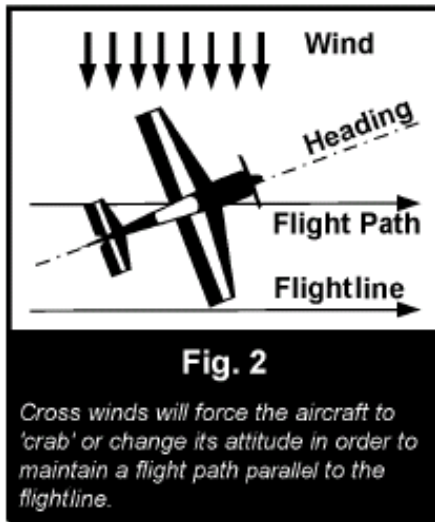 Wind
Heading
Flight Path
Flightline
Fig. 2
Cross winds will force the aircraft to
'crab' or change its attitude in order to
maintain a flight path parallel to the
flightline.